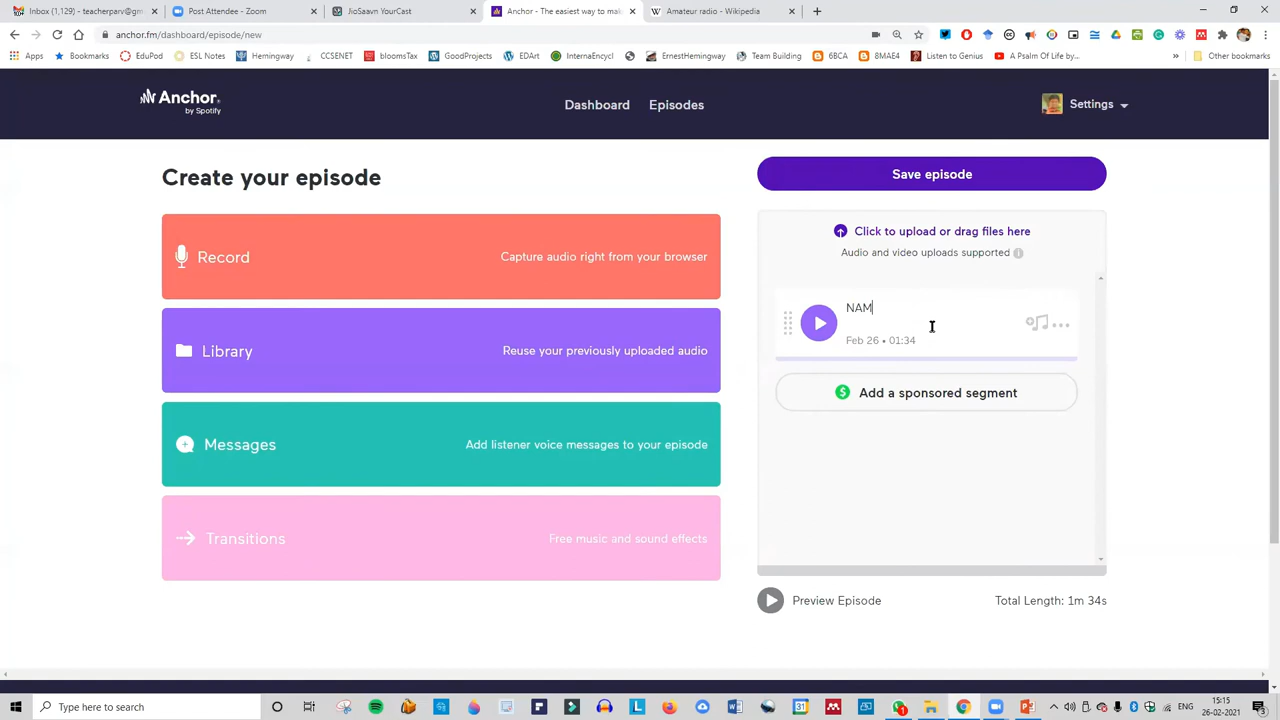 Inbox (1,129) - teacherparv@gm
Post Attendee - Zoom
JioSaavn YourCast
Anchor - The easiest way to mak
Amateur radio - Wikipedia
anchor.fm/dashboard/episode/new
Apps
Bookmarks
EduPod
ESL Notes
Hemingway
CCSENET
bloomsTax
GoodProjects
EDArt
InternaEncycl
ErnestHemingway
Team Building
6BCA
8MAE4
Listen to Genius
A Psalm Of Life by...
Other bookmarks
Anchor
by Spotify
Dashboard
Episodes
Settings
Create your episode
Save episode
Record
Capture audio right from your browser
Library
Reuse your previously uploaded audio
Messages
Add listener voice messages to your episode
Transitions
Free music and sound effects
Click to upload or drag files here
Audio and video uploads supported
NAM
Feb 26 • 01:34
Add a sponsored segment
Preview Episode
Total Length: 1m 34s
Type here to search
ENG
15:15
26-02-2021